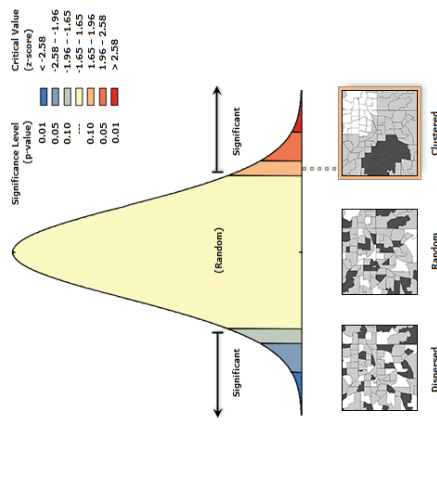 Significance Level Critical Value
(p-value) (z-score)
0.01 < -2.58
0.05 -2.58 – -1.96
0.10 -1.96 – -1.65
--- -1.65 – 1.65
0.10 1.65 – 1.96
0.05 1.96 – 2.58
0.01 > 2.58
Significant (Random) Significant
Dispersed Random Clustered